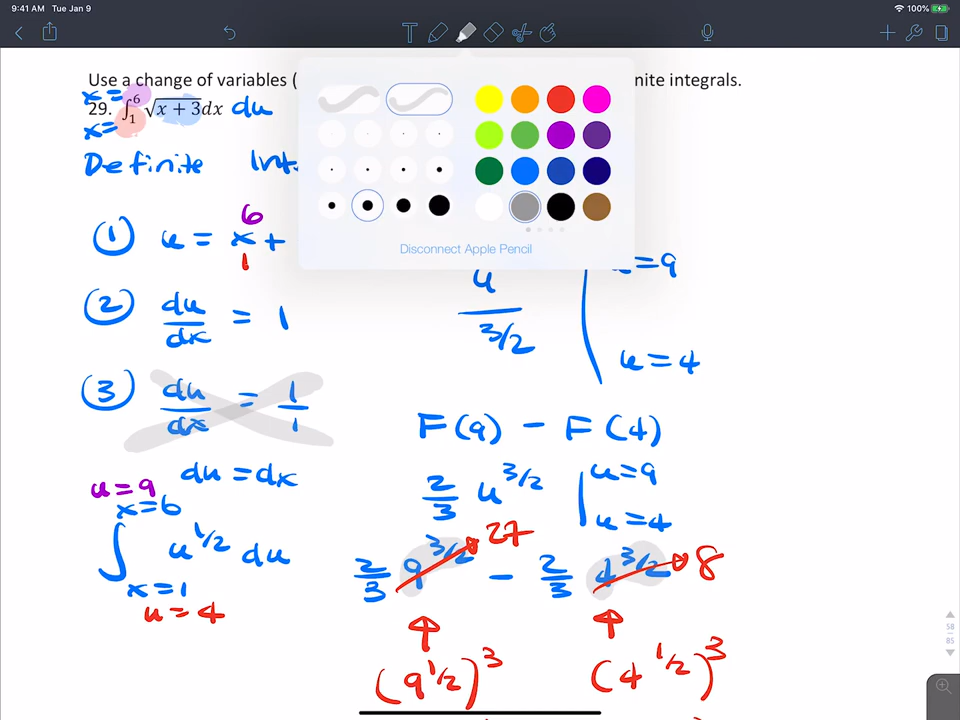 9:41 AM Tue Jan 9
100%
Use a change of variables ( nite integrals.
x= 6
29. ∫₁⁶ √(x + 3) dx du
x=
Definite Int
Disconnect Apple Pencil
6
① u = x +
1
u=9
② du/dx = 1
u / 3/2
u=4
③ du/dx = 1/1
F(9) - F(4)
du = dx
2/3 u^3/2 | u=9
u=4
u=9
x=6
∫ u^1/2 du
x=1
u=4
2/3 9^3/2 27 - 2/3 4^3/2 8
(9^1/2)^3 (4^1/2)^3
58
85